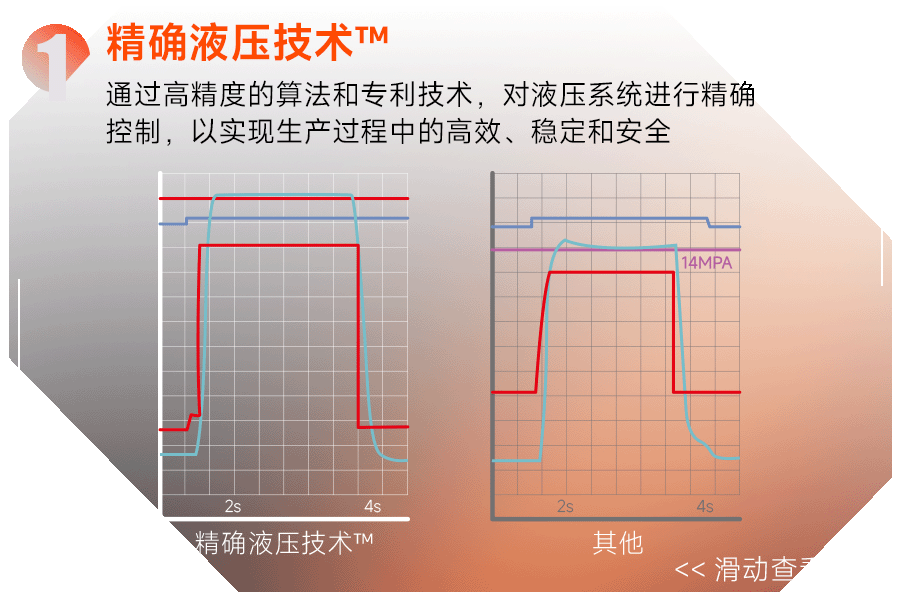 1
精确液压技术™
通过高精度的算法和专利技术，对液压系统进行精确
控制，以实现生产过程中的高效、稳定和安全
14MPA
2s 4s
2s 4s
精确液压技术™
其他
<< 滑动查